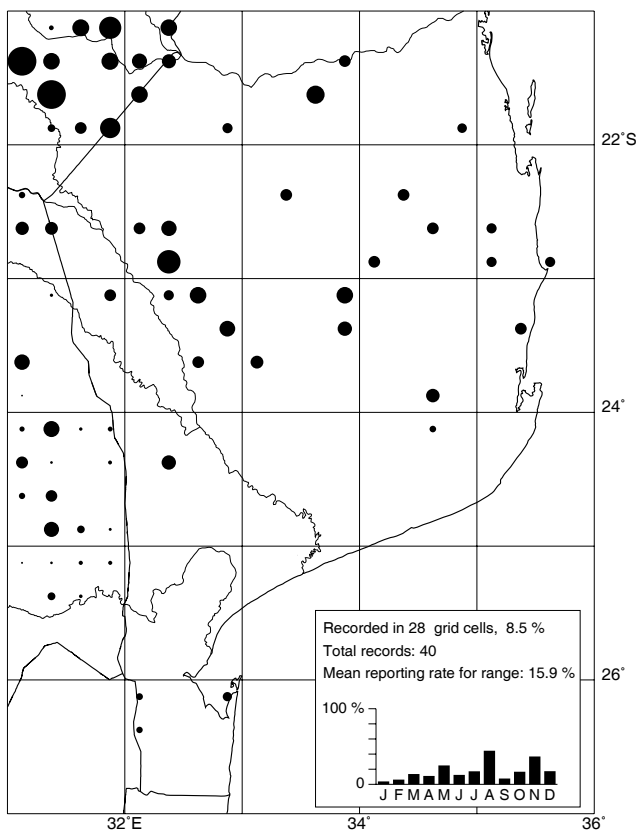 22°S
24°
Recorded in 28 grid cells, 8.5 %
Total records: 40
Mean reporting rate for range: 15.9 %
26°
100 %
0
J F M A M J J A S O N D
32°E 34° 36°